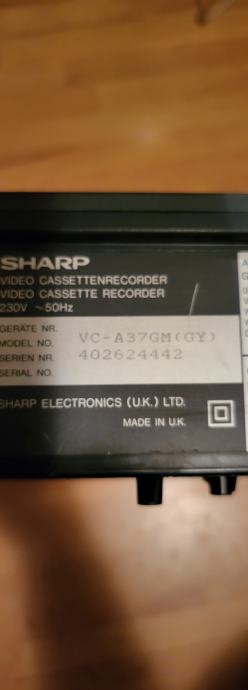 SHARP
VIDEO CASSETTENRECORDER
VIDEO CASSETTE RECORDER
230V ~50Hz
GERÄTE NR.
MODEL NO. VC-A37GM(GY)
SERIEN NR. 402624442
SERIAL NO.
SHARP ELECTRONICS (U.K.) LTD.
MADE IN U.K.